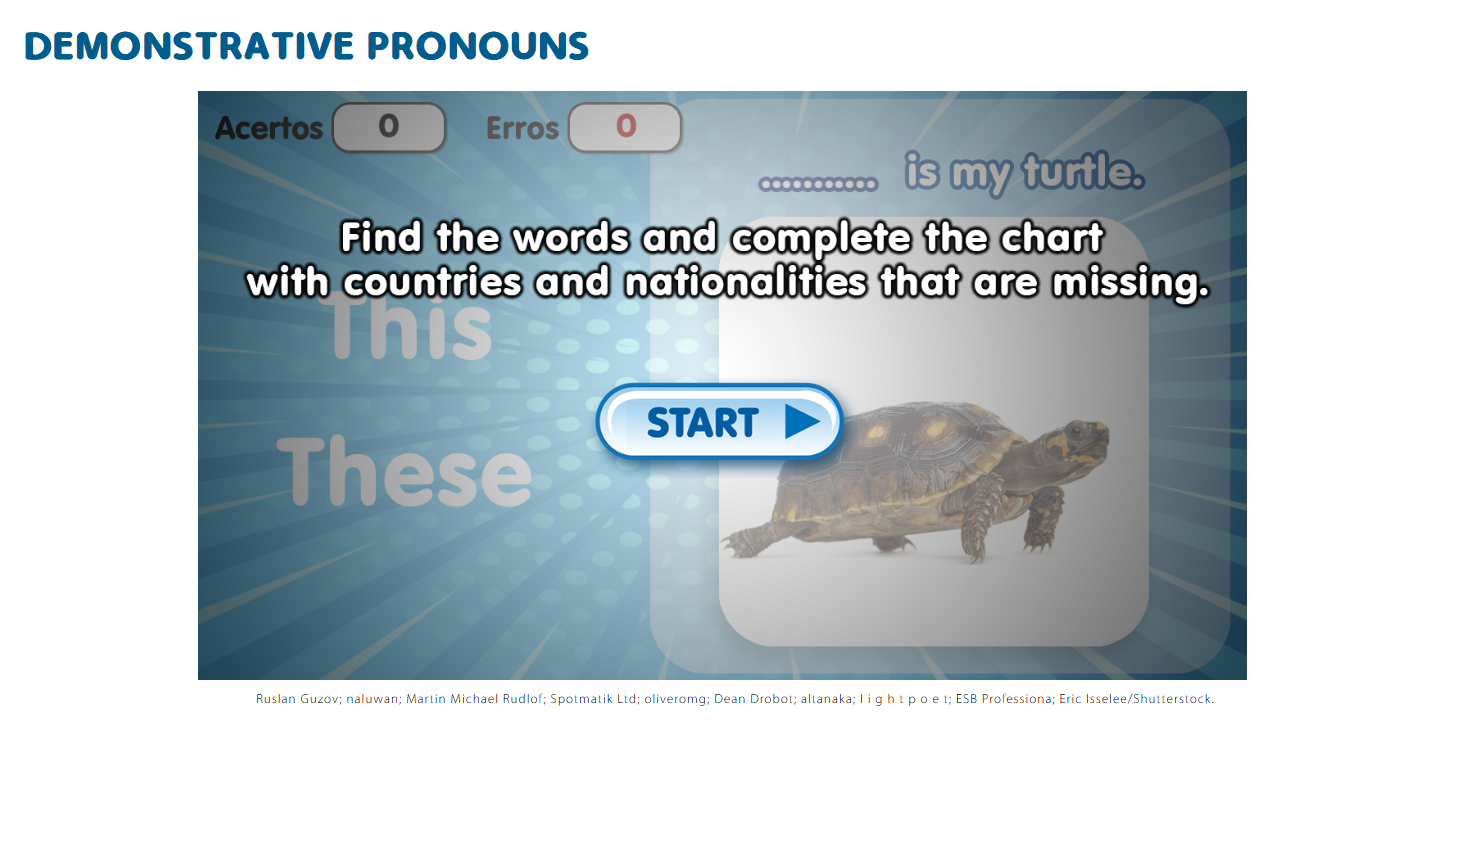 DEMONSTRATIVE PRONOUNS
Acertos 0 Erros 0
is my turtle.
Find the words and complete the chart
with countries and nationalities that are missing.
This
START
These
Ruslan Guzov; naluwan; Martin Michael Rudlof; Spotmatik Ltd; oliveromg; Dean Drobot; altanaka; l i g h t p o e t; ESB Professiona; Eric Isselee/Shutterstock.